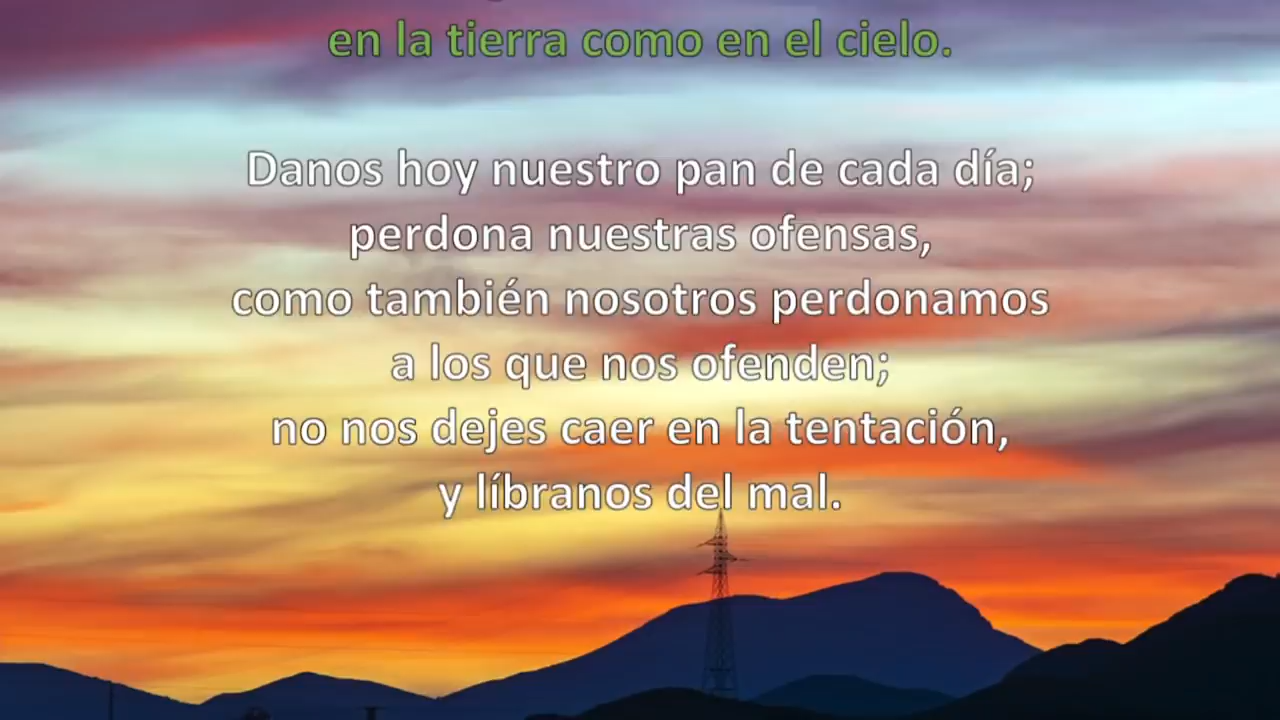 en la tierra como en el cielo.
Danos hoy nuestro pan de cada día;
perdona nuestras ofensas,
como también nosotros perdonamos
a los que nos ofenden;
no nos dejes caer en la tentación,
y líbranos del mal.